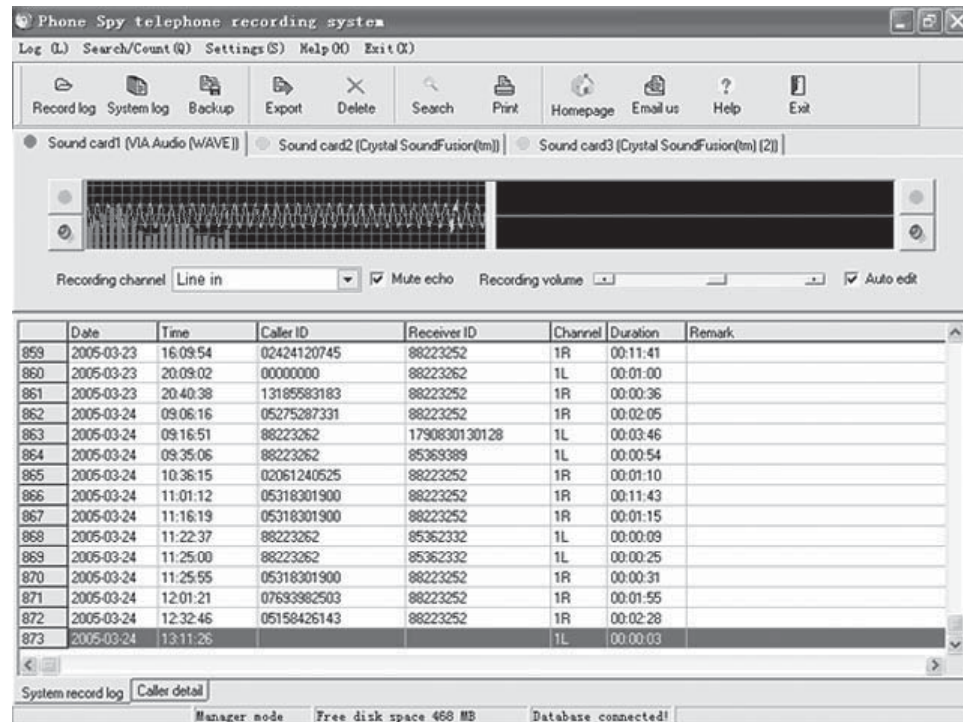 Phone Spy telephone recording system
Log (L) Search/Count(Q) Settings(S) Help(H) Exit(X)
Record log System log Backup Export Delete Search Print Homepage Email us Help Exit
Sound card1 (VIA Audio (WAVE)) Sound card2 (Crystal SoundFusion(tm)) Sound card3 (Crystal SoundFusion(tm) (2))
Recording channel Line in Mute echo Recording volume Auto edit
Date Time Caller ID Receiver ID Channel Duration Remark
859 2005-03-23 16:09:54 02424120745 88223252 1R 00:11:41
860 2005-03-23 20:09:02 00000000 88223262 1L 00:01:00
861 2005-03-23 20:40:38 13185583183 88223252 1R 00:00:36
862 2005-03-24 09:06:16 05275287331 88223252 1R 00:02:05
863 2005-03-24 09:16:51 88223262 1790830130128 1L 00:03:46
864 2005-03-24 09:35:06 88223262 85369389 1L 00:00:54
865 2005-03-24 10:36:15 02061240525 88223252 1R 00:01:10
866 2005-03-24 11:01:12 05318301900 88223252 1R 00:11:43
867 2005-03-24 11:16:19 05318301900 88223252 1R 00:01:15
868 2005-03-24 11:22:37 88223262 85362332 1L 00:00:09
869 2005-03-24 11:25:00 88223262 85362332 1L 00:00:25
870 2005-03-24 11:25:55 05318301900 88223252 1R 00:00:31
871 2005-03-24 12:01:21 07693982503 88223252 1R 00:01:55
872 2005-03-24 12:32:46 05158426143 88223252 1R 00:02:28
873 2005-03-24 13:11:26 1L 00:00:03
System record log Caller detail
Manager mode Free disk space 468 MB Database connected!